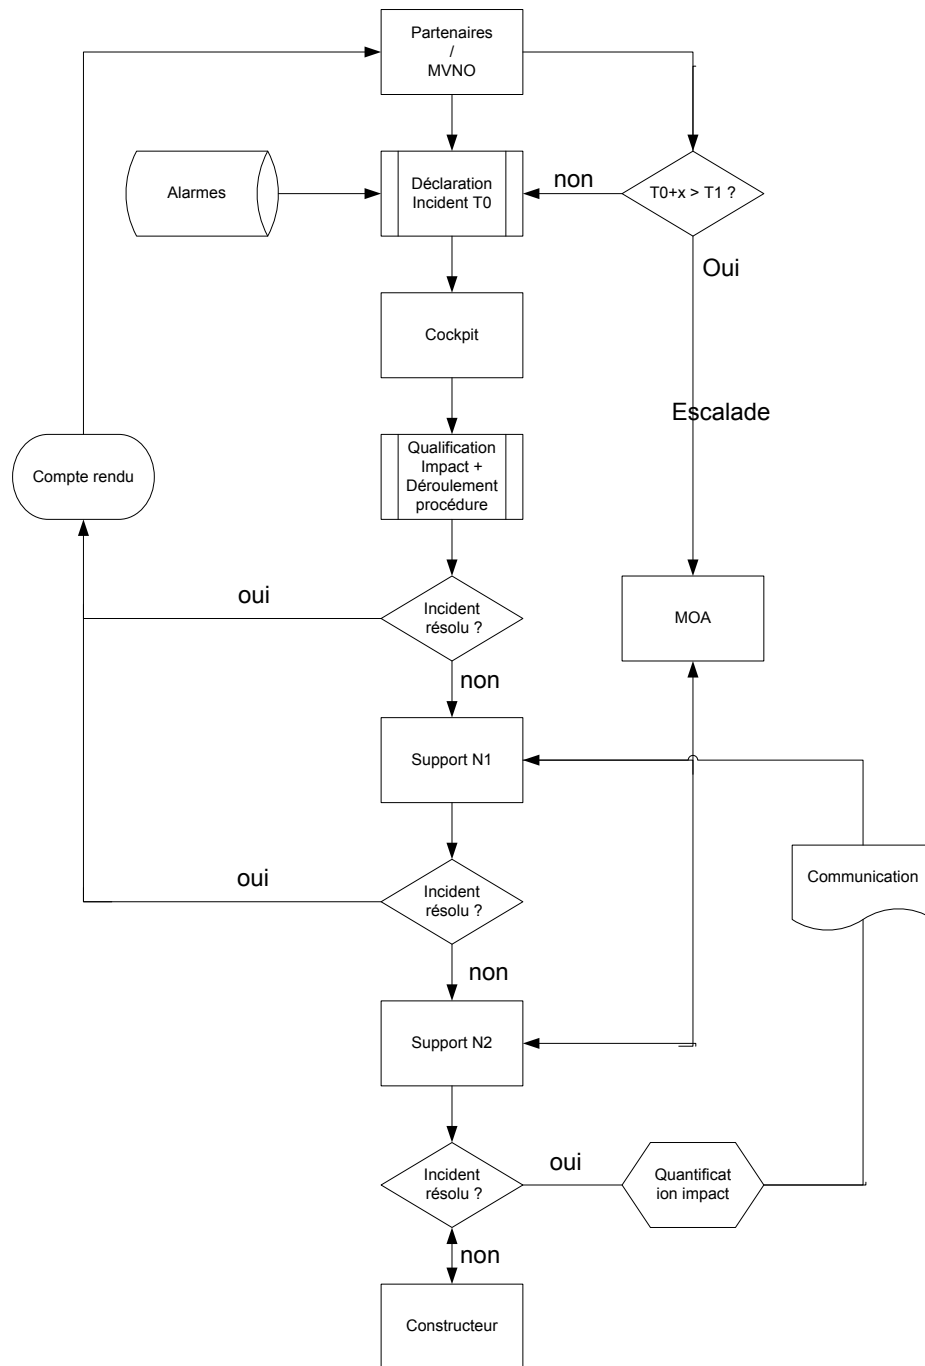 Partenaires
/
MVNO
Alarmes
Déclaration
Incident T0
non
T0+x > T1 ?
Oui
Cockpit
Escalade
Qualification
Impact +
Déroulement
procédure
Compte rendu
oui
Incident
résolu ?
MOA
non
Support N1
Communication
oui
Incident
résolu ?
non
Support N2
Incident
résolu ?
oui
Quantificat
ion impact
non
Constructeur